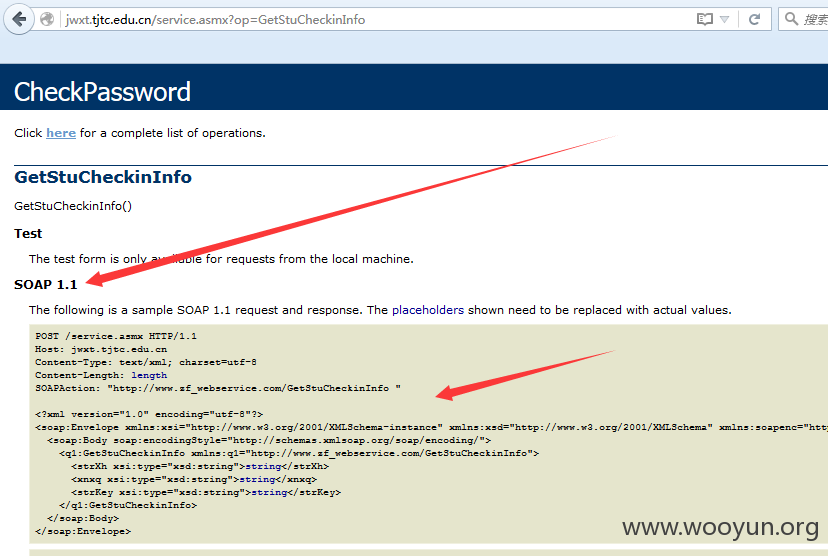 jwxt.tjtc.edu.cn/service.asmx?op=GetStuCheckinInfo
搜索
CheckPassword
Click here for a complete list of operations.
GetStuCheckinInfo
GetStuCheckinInfo()
Test
The test form is only available for requests from the local machine.
SOAP 1.1
The following is a sample SOAP 1.1 request and response. The placeholders shown need to be replaced with actual values.
POST /service.asmx HTTP/1.1
Host: jwxt.tjtc.edu.cn
Content-Type: text/xml; charset=utf-8
Content-Length: length
SOAPAction: "http://www.zf_webservice.com/GetStuCheckinInfo "
<?xml version="1.0" encoding="utf-8"?>
<soap:Envelope xmlns:xsi="http://www.w3.org/2001/XMLSchema-instance" xmlns:xsd="http://www.w3.org/2001/XMLSchema" xmlns:soapenc="http
<soap:Body soap:encodingStyle="http://schemas.xmlsoap.org/soap/encoding/">
<q1:GetStuCheckinInfo xmlns:q1="http://www.zf_webservice.com/GetStuCheckinInfo">
<strXh xsi:type="xsd:string">string</strXh>
<xnxq xsi:type="xsd:string">string</xnxq>
<strKey xsi:type="xsd:string">string</strKey>
</q1:GetStuCheckinInfo>
</soap:Body>
</soap:Envelope>
www.wooyun.org